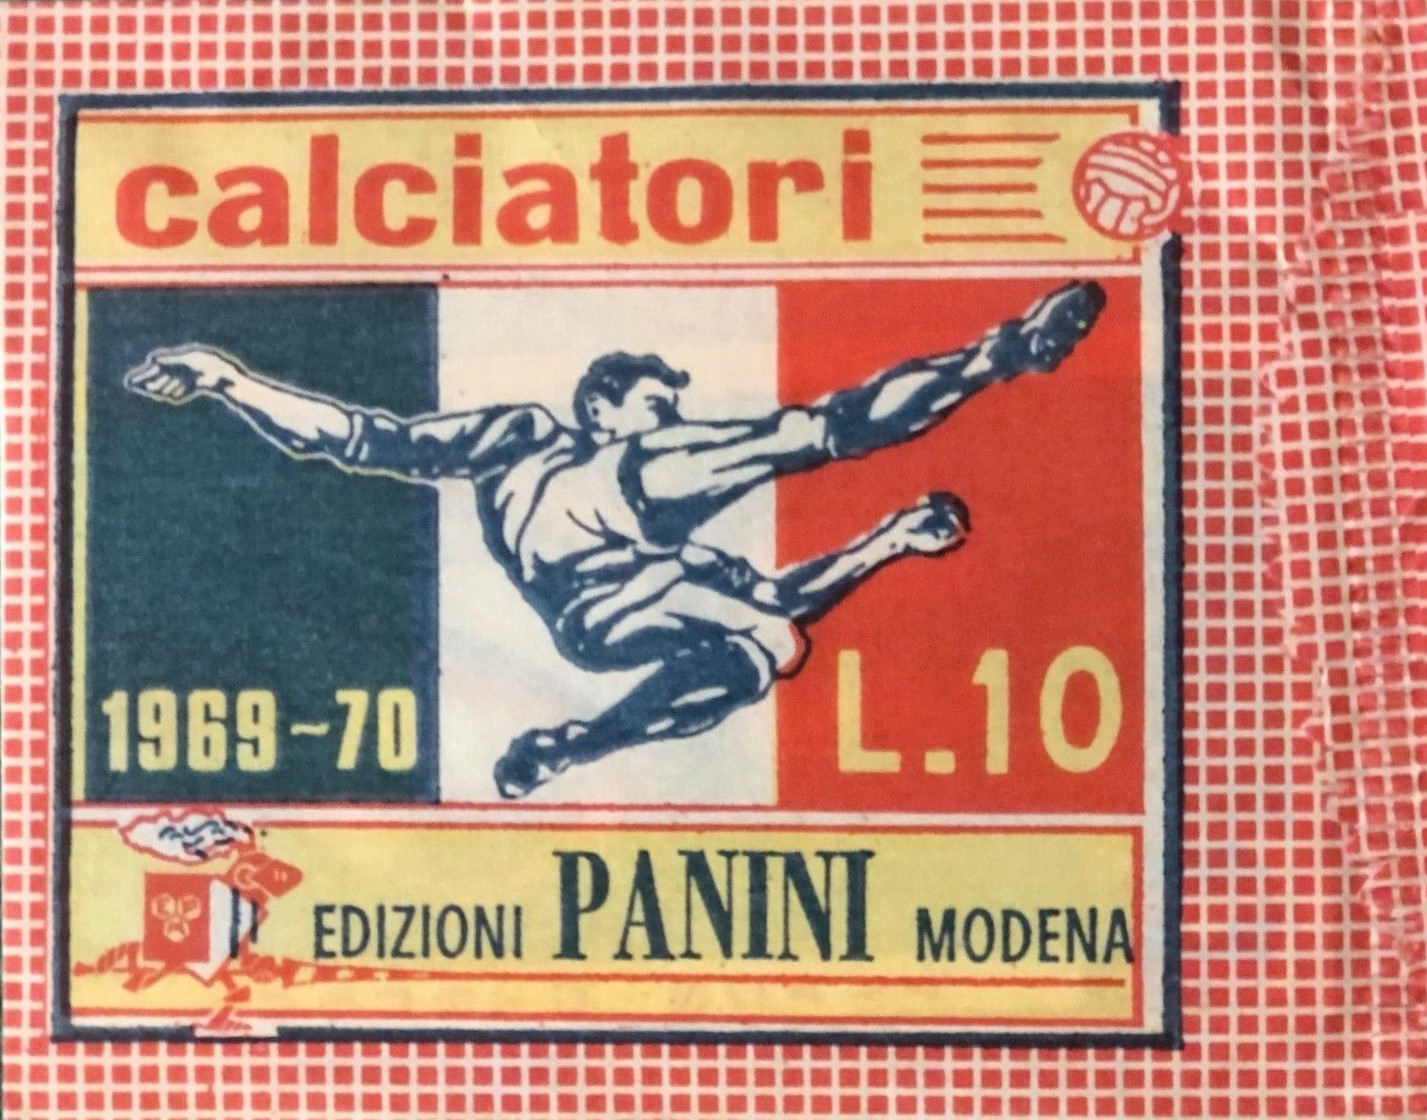 calciatori
1969-70
L.10
EDIZIONI PANINI MODENA